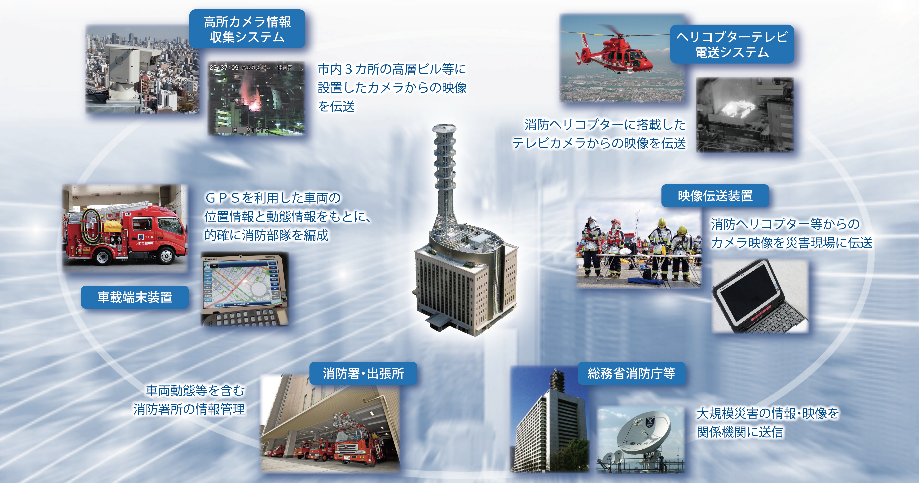 高所カメラ情報
収集システム
市内３カ所の高層ビル等に
設置したカメラからの映像
を伝送
ヘリコプターテレビ
電送システム
消防ヘリコプターに搭載した
テレビカメラからの映像を伝送
ＧＰＳを利用した車両の
位置情報と動態情報をもとに、
的確に消防部隊を編成
車載端末装置
映像伝送装置
消防ヘリコプター等からの
カメラ映像を災害現場に伝送
消防署・出張所
車両動態等を含む
消防署所の情報管理
総務省消防庁等
大規模災害の情報・映像を
関係機関に送信